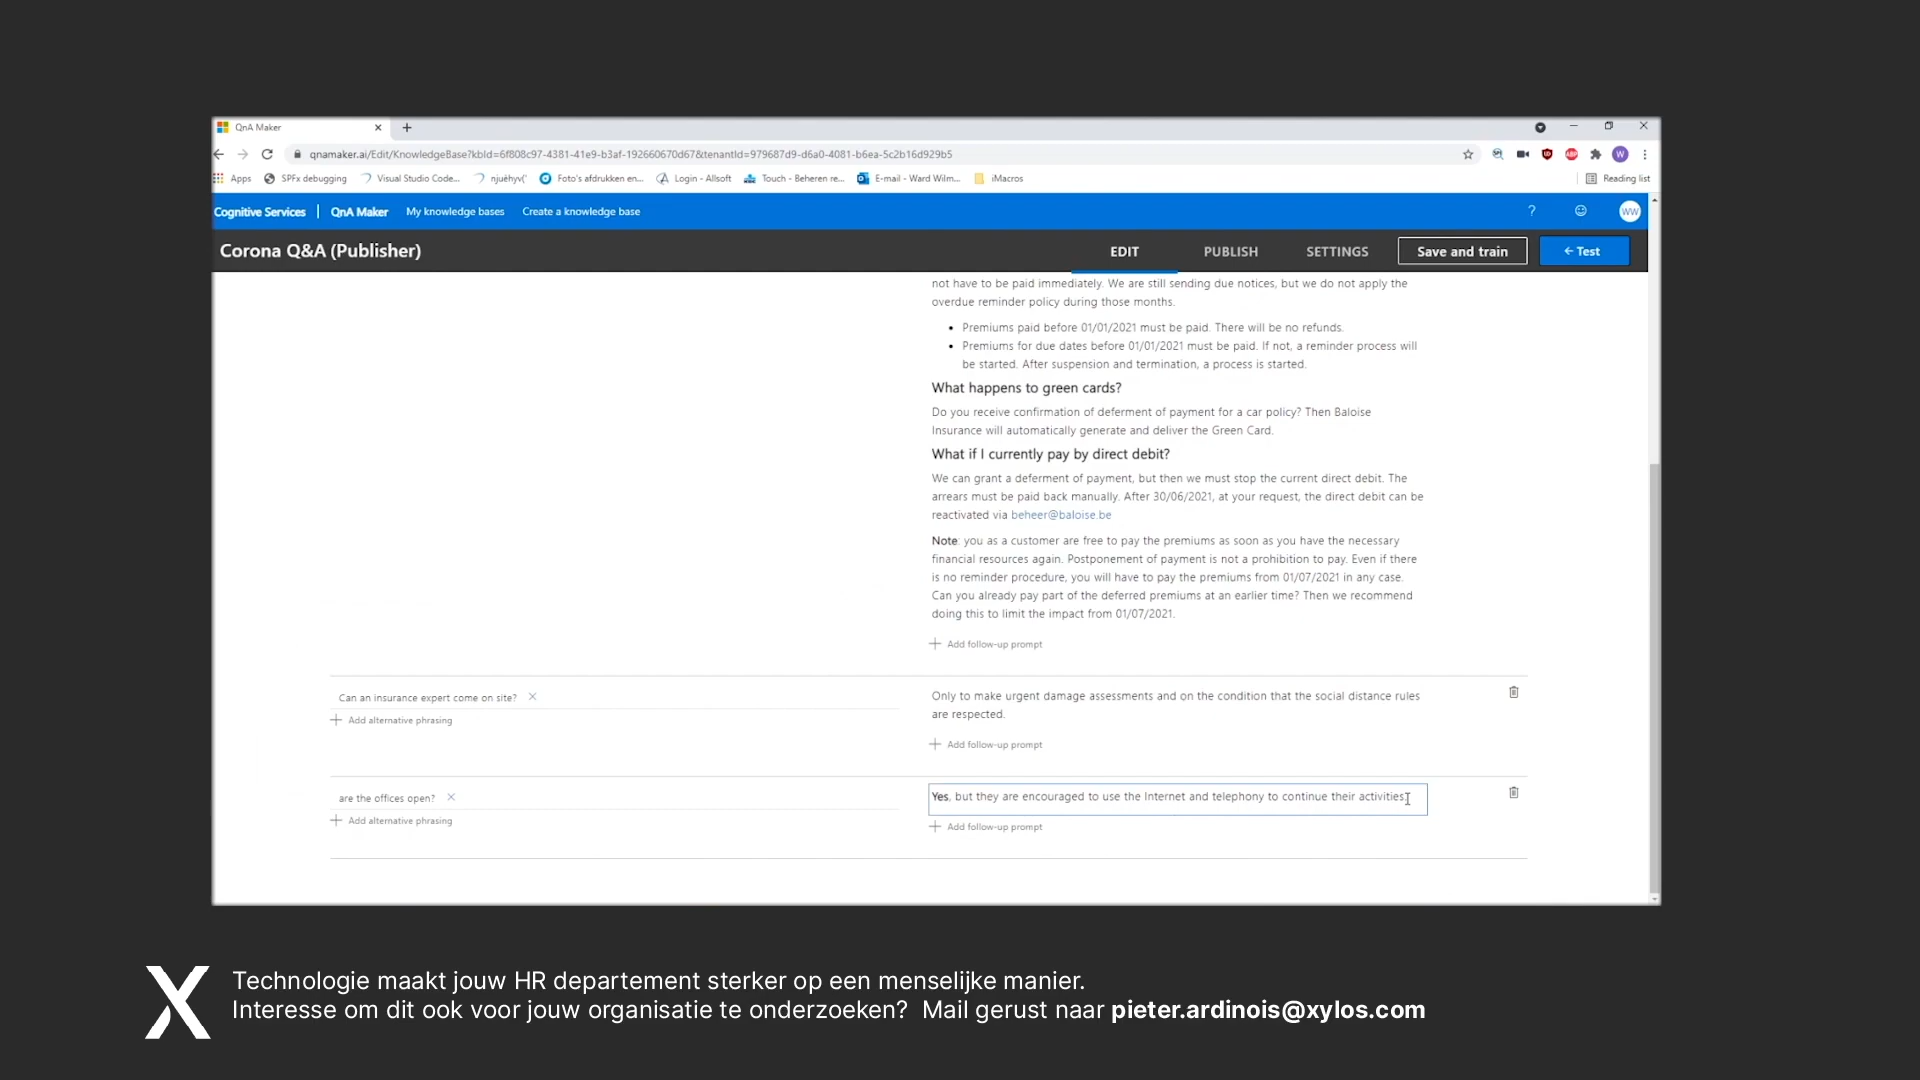 QnA Maker
qnamaker.ai/Edit/KnowledgeBase?kbId=6f808c97-4381-41e9-b3af-192660670d67&tenantId=979687d9-d6a0-4081-b6ea-5c2b16d929b5
Apps SPFx debugging Visual Studio Code... njuèhyv(' Foto's afdrukken en... Login - Allsoft Touch - Beheren re... E-mail - Ward Wilm... iMacros Reading list
Cognitive Services | QnA Maker My knowledge bases Create a knowledge base ? WW
Corona Q&A (Publisher) EDIT PUBLISH SETTINGS Save and train ← Test
not have to be paid immediately. We are still sending due notices, but we do not apply the
overdue reminder policy during those months.
• Premiums paid before 01/01/2021 must be paid. There will be no refunds.
• Premiums for due dates before 01/01/2021 must be paid. If not, a reminder process will
be started. After suspension and termination, a process is started.
What happens to green cards?
Do you receive confirmation of deferment of payment for a car policy? Then Baloise
Insurance will automatically generate and deliver the Green Card.
What if I currently pay by direct debit?
We can grant a deferment of payment, but then we must stop the current direct debit. The
arrears must be paid back manually. After 30/06/2021, at your request, the direct debit can be
reactivated via beheer@baloise.be
Note: you as a customer are free to pay the premiums as soon as you have the necessary
financial resources again. Postponement of payment is not a prohibition to pay. Even if there
is no reminder procedure, you will have to pay the premiums from 01/07/2021 in any case.
Can you already pay part of the deferred premiums at an earlier time? Then we recommend
doing this to limit the impact from 01/07/2021.
+ Add follow-up prompt
Can an insurance expert come on site? ×
+ Add alternative phrasing
Only to make urgent damage assessments and on the condition that the social distance rules
are respected.
+ Add follow-up prompt
are the offices open? ×
+ Add alternative phrasing
Yes, but they are encouraged to use the Internet and telephony to continue their activities.
+ Add follow-up prompt
X
Technologie maakt jouw HR departement sterker op een menselijke manier.
Interesse om dit ook voor jouw organisatie te onderzoeken? Mail gerust naar pieter.ardinois@xylos.com